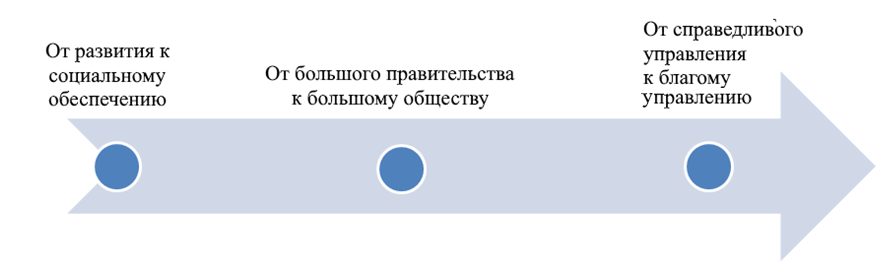 От развития к
социальному
обеспечению
От большого правительства
к большому обществу
От справедливого
управления
к благому
управлению